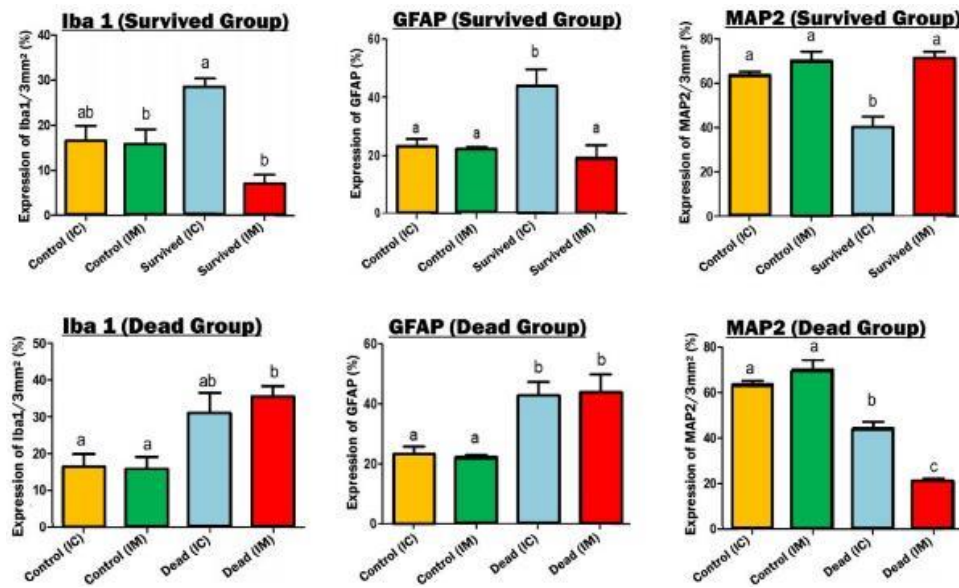 Iba 1 (Survived Group)
Expression of Iba1/3mm² (%)
40
30
20
10
0
ab
b
a
b
Control (IC)
Control (IM)
Survived (IC)
Survived (IM)
GFAP (Survived Group)
Expression of GFAP (%)
60
40
20
0
a
a
b
a
Control (IC)
Control (IM)
Survived (IC)
Survived (IM)
MAP2 (Survived Group)
Expression of MAP2/3mm² (%)
80
60
40
20
0
a
a
b
a
Control (IC)
Control (IM)
Survived (IC)
Survived (IM)
Iba 1 (Dead Group)
Expression of Iba1/3mm² (%)
50
40
30
20
10
0
a
a
ab
b
Control (IC)
Control (IM)
Dead (IC)
Dead (IM)
GFAP (Dead Group)
Expression of GFAP (%)
60
40
20
0
a
a
b
b
Control (IC)
Control (IM)
Dead (IC)
Dead (IM)
MAP2 (Dead Group)
Expression of MAP2/3mm² (%)
80
60
40
20
0
a
a
b
c
Control (IC)
Control (IM)
Dead (IC)
Dead (IM)